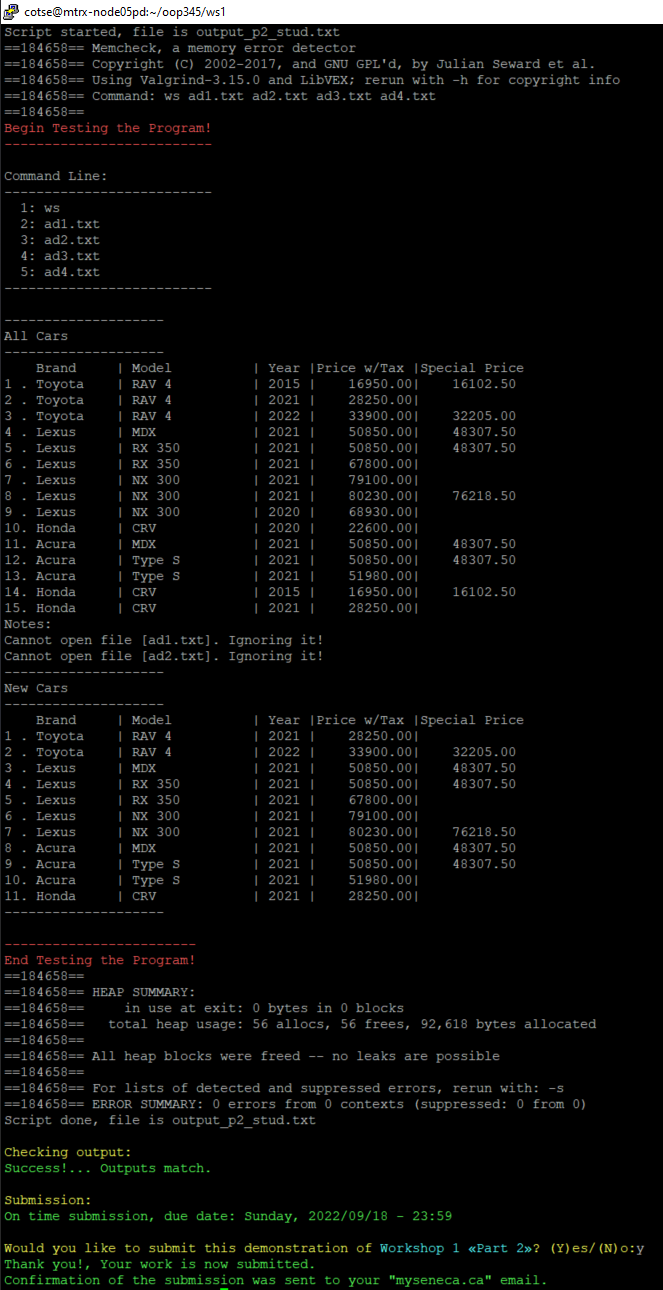 cotse@mtrx-node05pd:~/oop345/ws1
Script started, file is output_p2_stud.txt
==184658== Memcheck, a memory error detector
==184658== Copyright (C) 2002-2017, and GNU GPL'd, by Julian Seward et al.
==184658== Using Valgrind-3.15.0 and LibVEX; rerun with -h for copyright info
==184658== Command: ws ad1.txt ad2.txt ad3.txt ad4.txt
==184658==
Begin Testing the Program!
--------------------------

Command Line:
--------------------------
  1: ws
  2: ad1.txt
  3: ad2.txt
  4: ad3.txt
  5: ad4.txt
--------------------------

--------------------
All Cars
--------------------
    Brand     | Model          | Year |Price w/Tax |Special Price
1 . Toyota    | RAV 4          | 2015 |    16950.00|    16102.50
2 . Toyota    | RAV 4          | 2021 |    28250.00|
3 . Toyota    | RAV 4          | 2022 |    33900.00|    32205.00
4 . Lexus     | MDX            | 2021 |    50850.00|    48307.50
5 . Lexus     | RX 350         | 2021 |    50850.00|    48307.50
6 . Lexus     | RX 350         | 2021 |    67800.00|
7 . Lexus     | NX 300         | 2021 |    79100.00|
8 . Lexus     | NX 300         | 2021 |    80230.00|    76218.50
9 . Lexus     | NX 300         | 2020 |    68930.00|
10. Honda     | CRV            | 2020 |    22600.00|
11. Acura     | MDX            | 2021 |    50850.00|    48307.50
12. Acura     | Type S         | 2021 |    50850.00|    48307.50
13. Acura     | Type S         | 2021 |    51980.00|
14. Honda     | CRV            | 2015 |    16950.00|    16102.50
15. Honda     | CRV            | 2021 |    28250.00|
Notes:
Cannot open file [ad1.txt]. Ignoring it!
Cannot open file [ad2.txt]. Ignoring it!
--------------------
New Cars
--------------------
    Brand     | Model          | Year |Price w/Tax |Special Price
1 . Toyota    | RAV 4          | 2021 |    28250.00|
2 . Toyota    | RAV 4          | 2022 |    33900.00|    32205.00
3 . Lexus     | MDX            | 2021 |    50850.00|    48307.50
4 . Lexus     | RX 350         | 2021 |    50850.00|    48307.50
5 . Lexus     | RX 350         | 2021 |    67800.00|
6 . Lexus     | NX 300         | 2021 |    79100.00|
7 . Lexus     | NX 300         | 2021 |    80230.00|    76218.50
8 . Acura     | MDX            | 2021 |    50850.00|    48307.50
9 . Acura     | Type S         | 2021 |    50850.00|    48307.50
10. Acura     | Type S         | 2021 |    51980.00|
11. Honda     | CRV            | 2021 |    28250.00|
--------------------

------------------------
End Testing the Program!
==184658==
==184658== HEAP SUMMARY:
==184658==     in use at exit: 0 bytes in 0 blocks
==184658==   total heap usage: 56 allocs, 56 frees, 92,618 bytes allocated
==184658==
==184658== All heap blocks were freed -- no leaks are possible
==184658==
==184658== For lists of detected and suppressed errors, rerun with: -s
==184658== ERROR SUMMARY: 0 errors from 0 contexts (suppressed: 0 from 0)
Script done, file is output_p2_stud.txt

Checking output:
Success!... Outputs match.

Submission:
On time submission, due date: Sunday, 2022/09/18 - 23:59

Would you like to submit this demonstration of Workshop 1 «Part 2»? (Y)es/(N)o:y
Thank you!, Your work is now submitted.
Confirmation of the submission was sent to your "myseneca.ca" email.